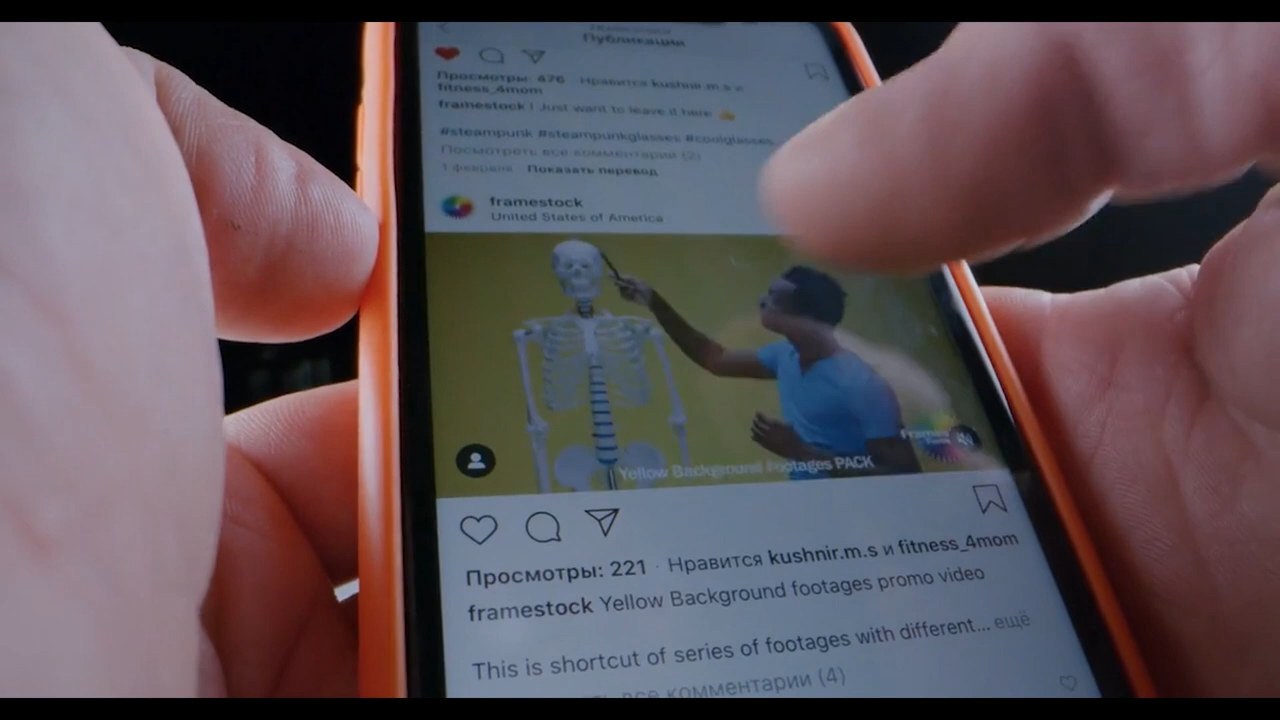 Публикации
Просмотры: 476 · Нравится kushnir.m.s и
fitness_4mom
framestock I Just want to leave it here
#steampunk #steampunkglasses #coolglasses
Посмотреть все комментарии (2)
1 февраля · Показать перевод
framestock
United States of America
Yellow Background Footages PACK
Просмотры: 221 · Нравится kushnir.m.s и fitness_4mom
framestock Yellow Background footages promo video
This is shortcut of series of footages with different... ещё
все комментарии (4)